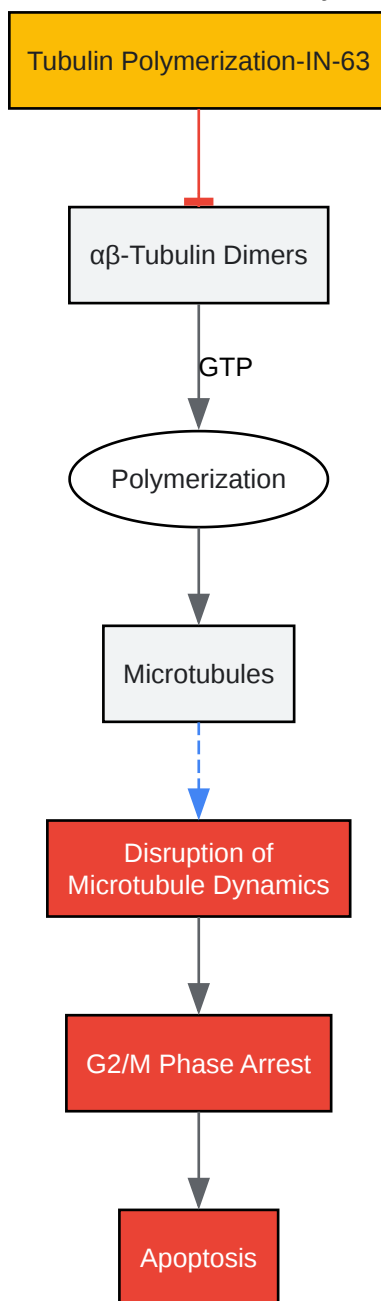 Tubulin Polymerization-IN-63
αβ-Tubulin Dimers
GTP
Polymerization
Microtubules
Disruption of
Microtubule Dynamics
G2/M Phase Arrest
Apoptosis